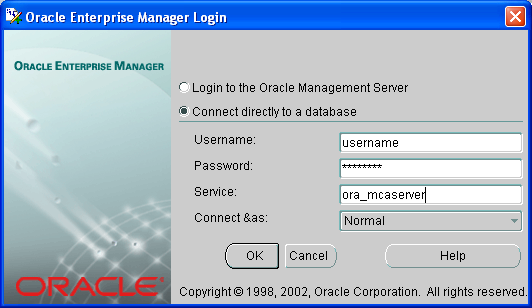 Oracle Enterprise Manager Login
ORACLE ENTERPRISE MANAGER
Login to the Oracle Management Server
Connect directly to a database
Username: username
Password: ********
Service: ora_mcaserver
Connect &as: Normal
OK Cancel Help
ORACLE
Copyright © 1998, 2002, Oracle Corporation. All rights reserved.